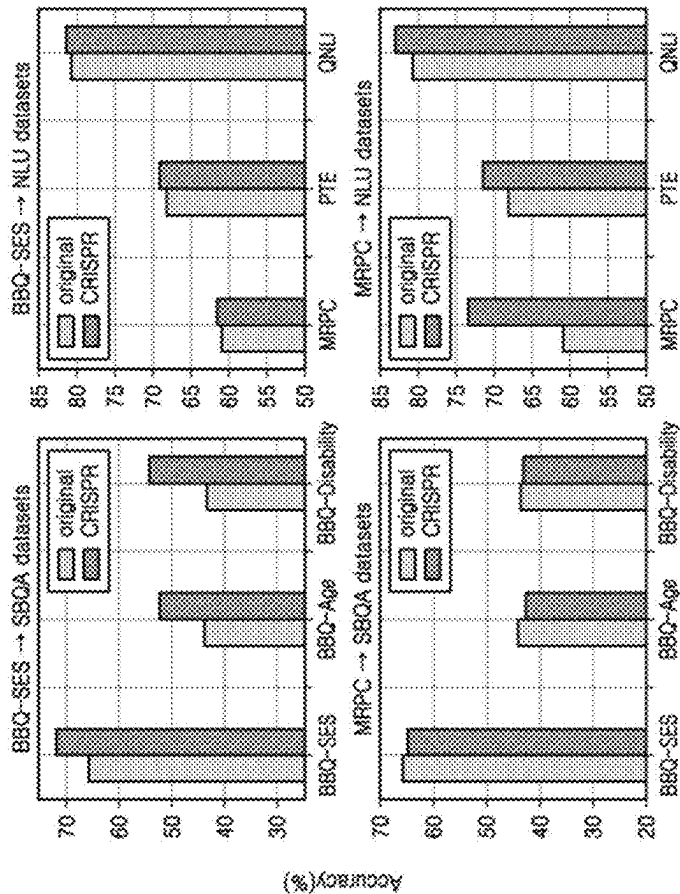 Accuracy(%)
BBQ-SES → SBQA datasets
original
CRISPR
70
60
50
40
30
BBQ-SES
BBQ-Age
BBQ-Disability
BBQ-SES → NLU datasets
original
CRISPR
85
80
75
70
65
60
55
50
MRPC
PTE
QNLI
MRPC → SBQA datasets
original
CRISPR
70
60
50
40
30
20
BBQ-SES
BBQ-Age
BBQ-Disability
MRPC → NLU datasets
original
CRISPR
85
80
75
70
65
60
55
50
MRPC
PTE
QNLI